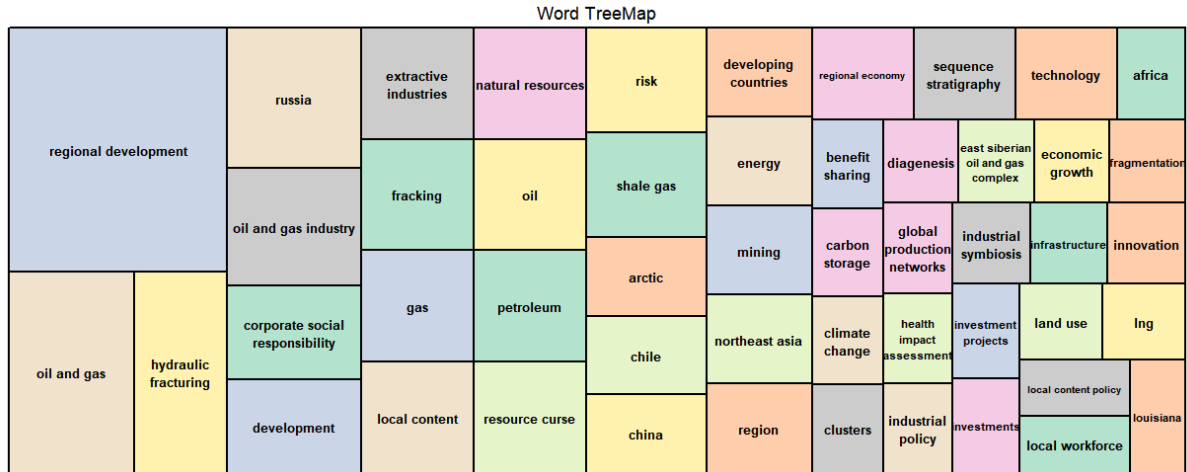 Word TreeMap
regional development
oil and gas
hydraulic
fracturing
russia
oil and gas industry
corporate social
responsibility
development
extractive
industries
fracking
gas
local content
natural resources
oil
petroleum
resource curse
risk
shale gas
arctic
chile
china
developing
countries
energy
mining
northeast asia
region
regional economy
sequence
stratigraphy
technology
africa
benefit
sharing
carbon
storage
climate
change
clusters
diagenesis
east siberian
oil and gas
complex
economic
growth
fragmentation
global
production
networks
health
impact
assessment
industrial
policy
industrial
symbiosis
infrastructure
innovation
investment
projects
investments
land use
lng
local content policy
local workforce
louisiana